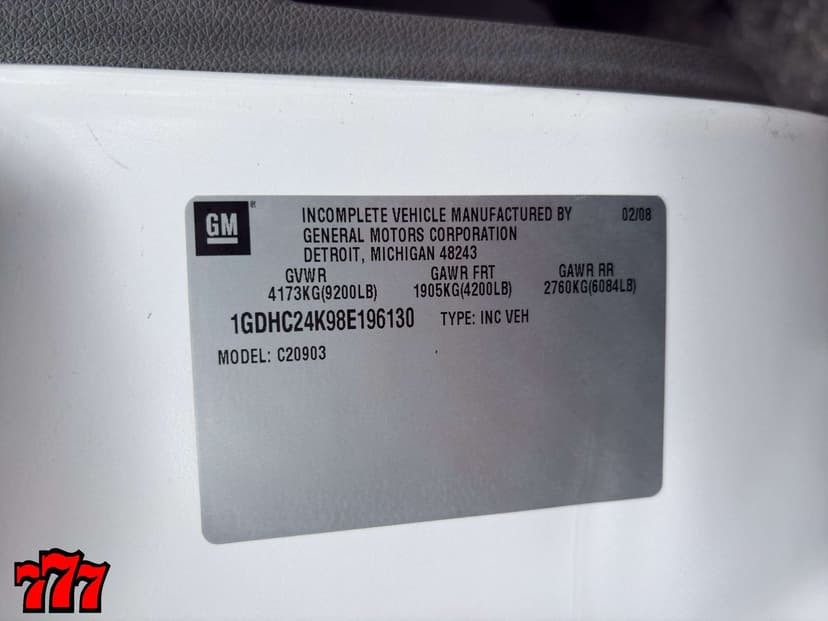 GM ® INCOMPLETE VEHICLE MANUFACTURED BY 02/08
GENERAL MOTORS CORPORATION
DETROIT, MICHIGAN 48243
GVWR GAWR FRT GAWR RR
4173KG(9200LB) 1905KG(4200LB) 2760KG(6084LB)
1GDHC24K98E196130 TYPE: INC VEH
MODEL: C20903
777